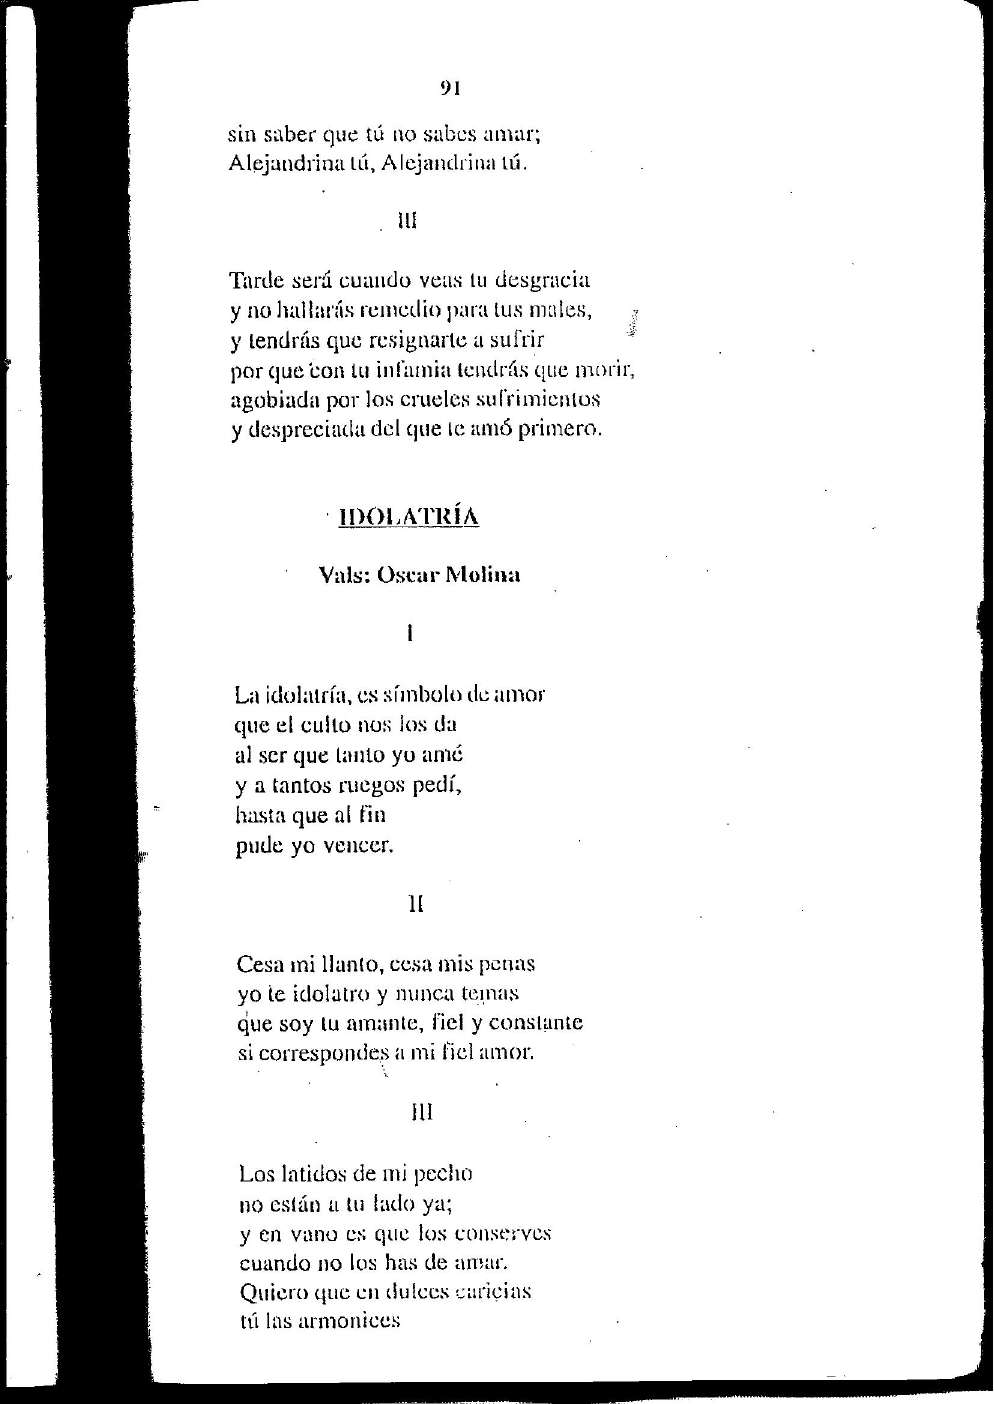 91
sin saber que tú no sabes amar;
Alejandrina tú, Alejandrina tú.
III
Tarde será cuando veas tu desgracia
y no hallarás remedio para tus males,
y tendrás que resignarte a sufrir
por que con tu infamia tendrás que morir,
agobiada por los crueles sufrimientos
y despreciada del que te amó primero.
IDOLATRÍA
Vals: Oscar Molina
I
La idolatría, es símbolo de amor
que el culto nos los da
al ser que tanto yo amé
y a tantos ruegos pedí,
hasta que al fin
pude yo vencer.
II
Cesa mi llanto, cesa mis penas
yo te idolatro y nunca temas
que soy tu amante, fiel y constante
si correspondes a mi fiel amor.
III
Los latidos de mi pecho
no están a tu lado ya;
y en vano es que los conserves
cuando no los has de amar.
Quiero que en dulces caricias
tú las armonices